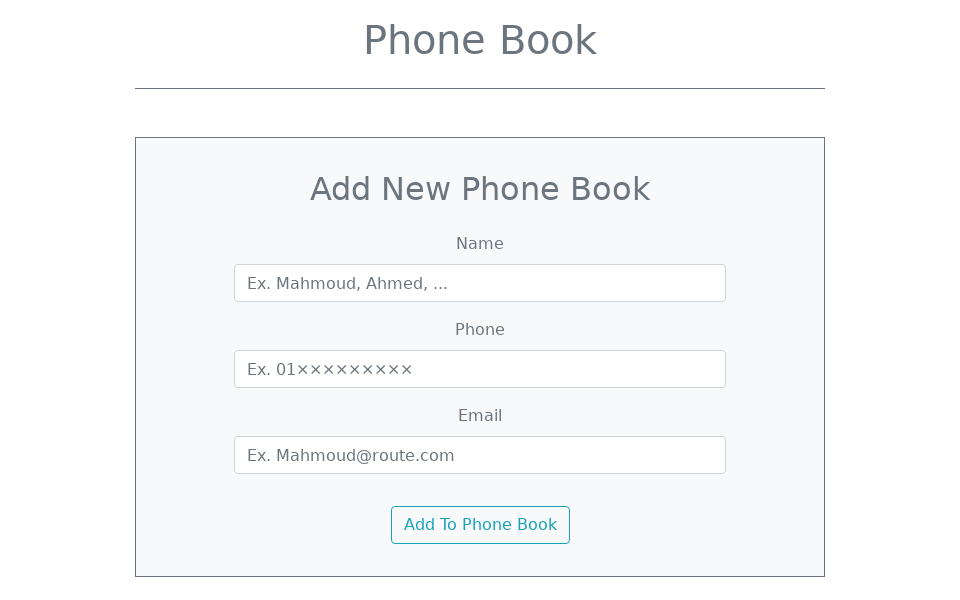 Phone Book
Add New Phone Book
Name
Ex. Mahmoud, Ahmed, ...
Phone
Ex. 01×××××××××
Email
Ex. Mahmoud@route.com
Add To Phone Book